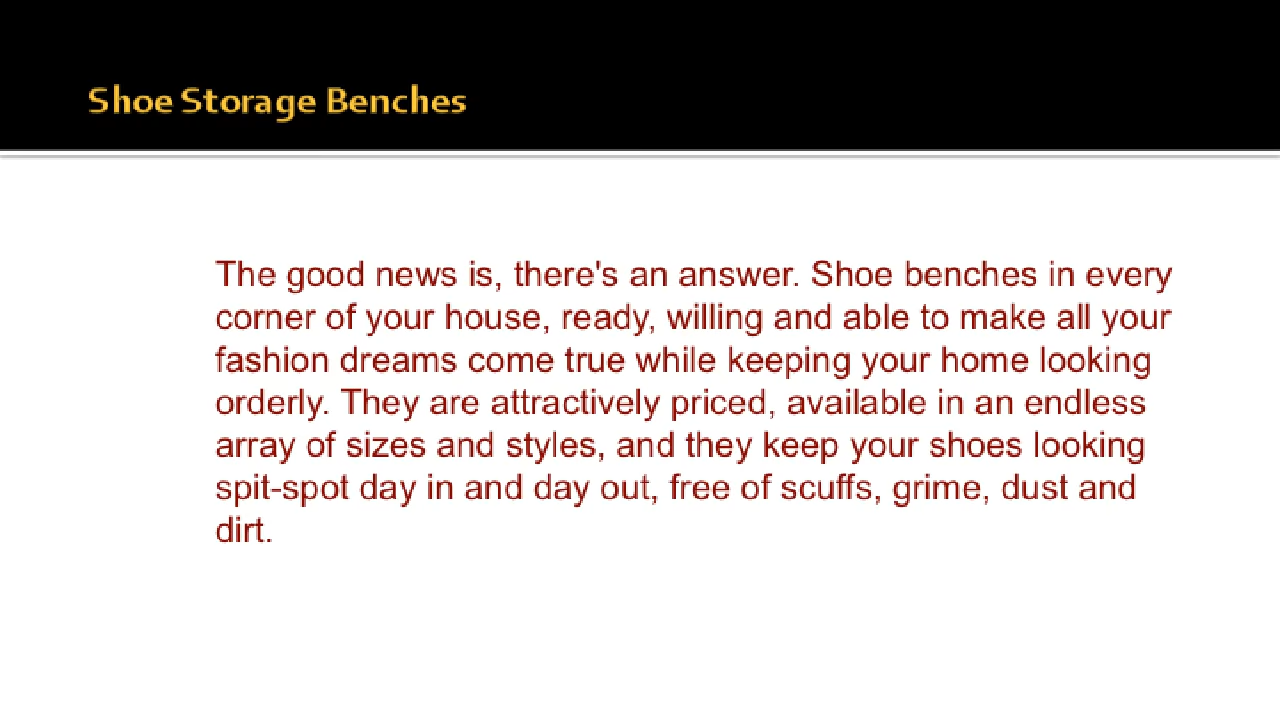 Shoe Storage Benches
The good news is, there's an answer. Shoe benches in every
corner of your house, ready, willing and able to make all your
fashion dreams come true while keeping your home looking
orderly. They are attractively priced, available in an endless
array of sizes and styles, and they keep your shoes looking
spit-spot day in and day out, free of scuffs, grime, dust and
dirt.